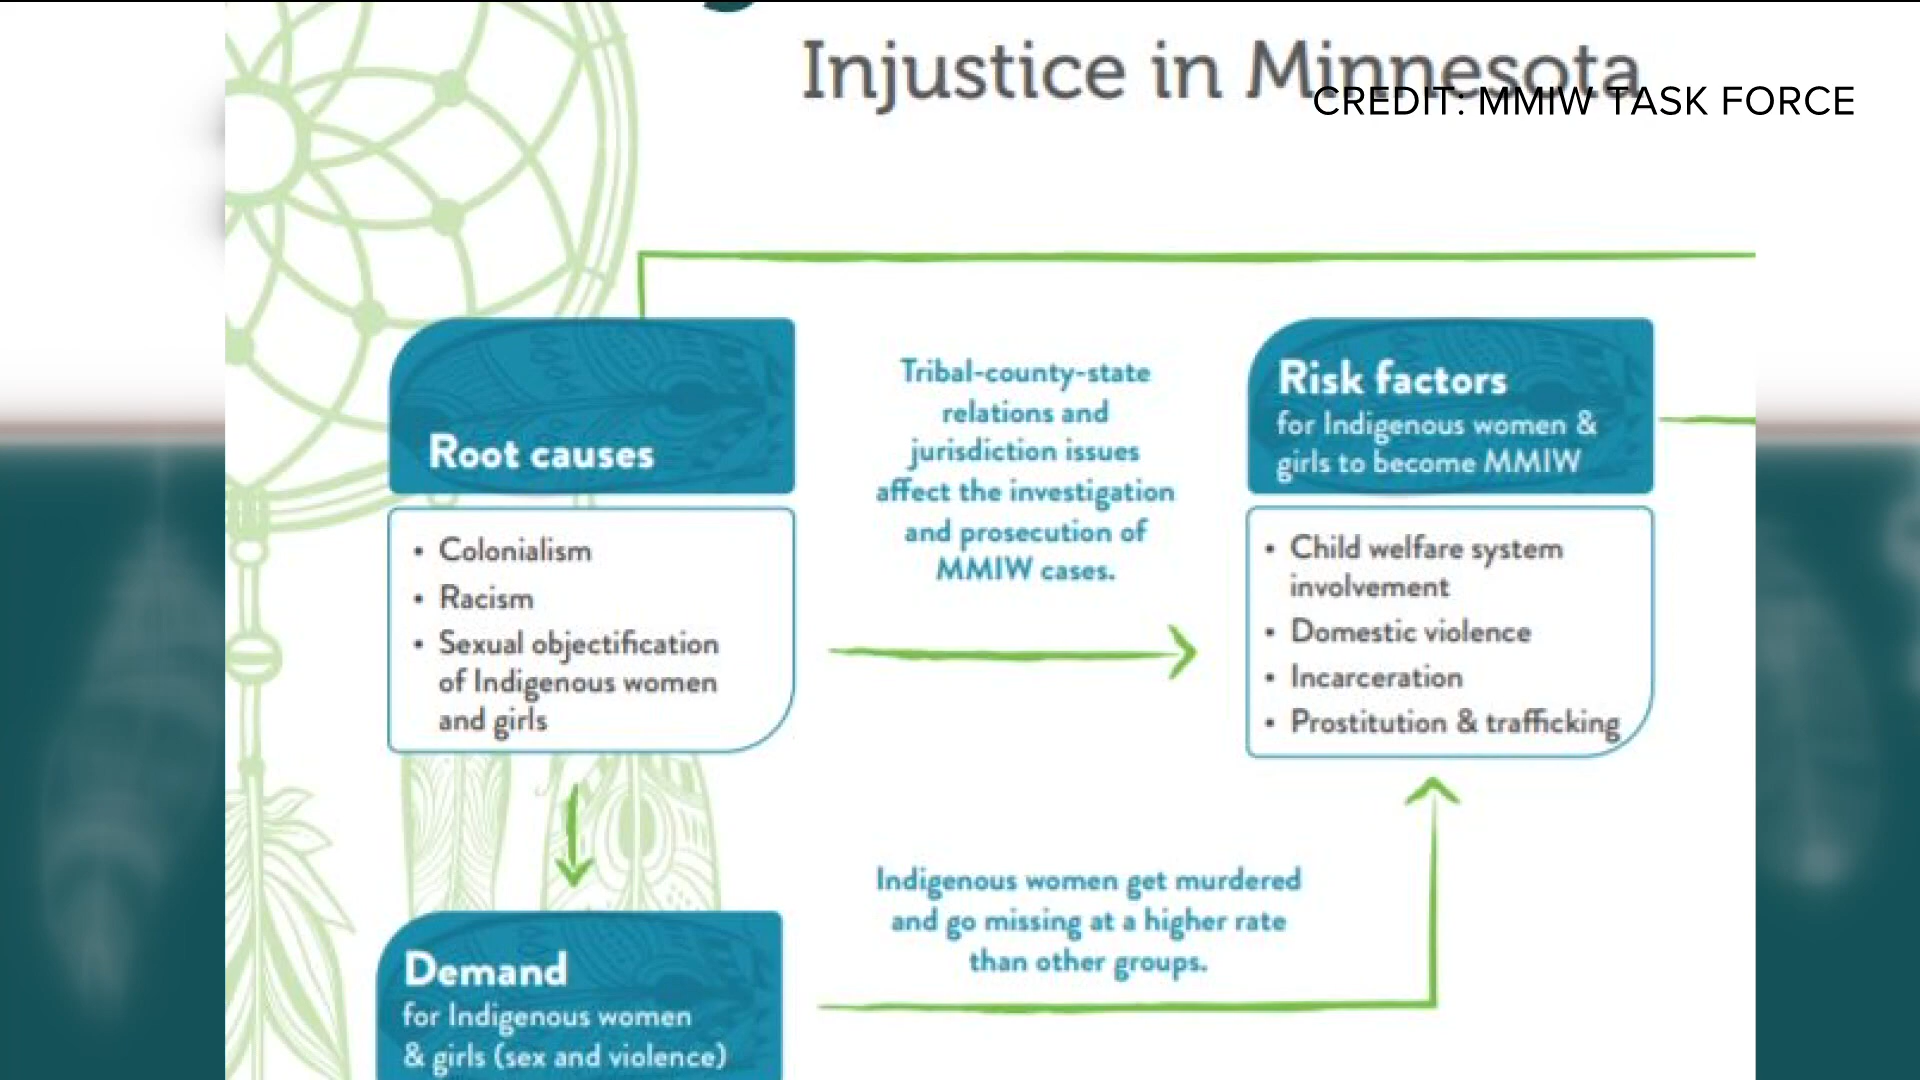 Injustice in Minnesota
CREDIT: MMIW TASK FORCE
Root causes
• Colonialism
• Racism
• Sexual objectification
of Indigenous women
and girls
Tribal-county-state
relations and
jurisdiction issues
affect the investigation
and prosecution of
MMIW cases.
Risk factors
for Indigenous women &
girls to become MMIW
• Child welfare system
involvement
• Domestic violence
• Incarceration
• Prostitution & trafficking
Demand
for Indigenous women
& girls (sex and violence)
Indigenous women get murdered
and go missing at a higher rate
than other groups.